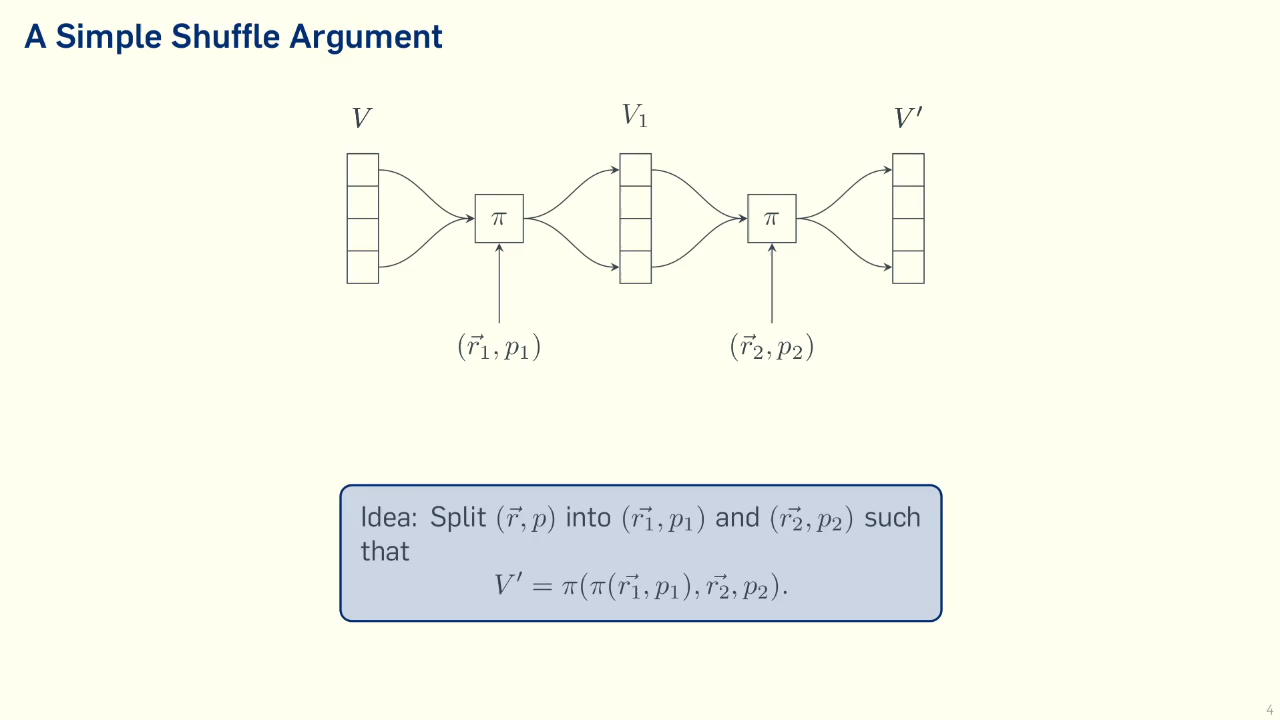 A Simple Shuffle Argument
V V₁ V′
π π
(r⃗₁, p₁) (r⃗₂, p₂)
Idea: Split (r⃗, p) into (r⃗₁, p₁) and (r⃗₂, p₂) such
that
V′ = π(π(r⃗₁, p₁), r⃗₂, p₂).
4